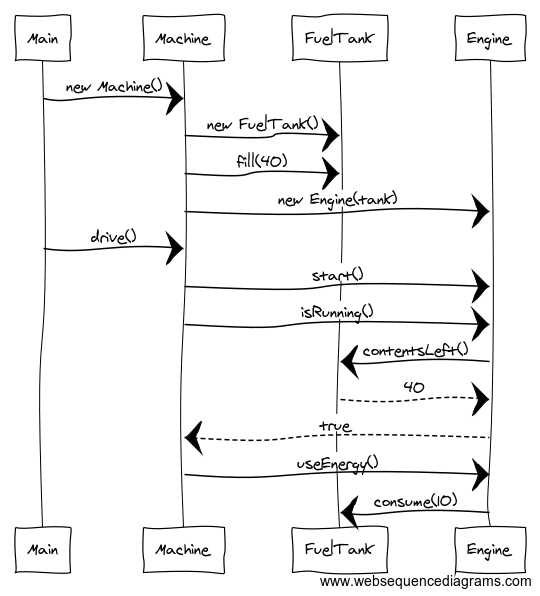 Main Machine FuelTank Engine
new Machine()
new FuelTank()
fill(40)
new Engine(tank)
drive()
start()
isRunning()
contentsLeft()
40
true
useEnergy()
consume(10)
Main Machine FuelTank Engine
www.websequencediagrams.com